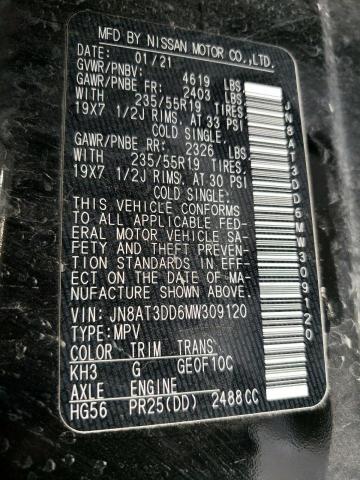 MFD BY NISSAN MOTOR CO.,LTD.
DATE: 01/21
GVWR/PNBV: 4619 LBS
GAWR/PNBE FR: 2403 LBS
WITH 235/55R19 TIRES
19X7 1/2J RIMS, AT 33 PSI
COLD SINGLE
GAWR/PNBE RR: 2326 LBS
WITH 235/55R19 TIRES
19X7 1/2J RIMS, AT 30 PSI
COLD SINGLE
THIS VEHICLE CONFORMS
TO ALL APPLICABLE FED-
ERAL MOTOR VEHICLE SA-
FETY AND THEFT PREVEN-
TION STANDARDS IN EFF-
ECT ON THE DATE OF MA-
NUFACTURE SHOWN ABOVE.
VIN: JN8AT3DD6MW309120
TYPE:MPV
COLOR TRIM TRANS
KH3 G GE0F10C
AXLE ENGINE
HG56 PR25(DD) 2488CC
JN8AT3DD6MW309120